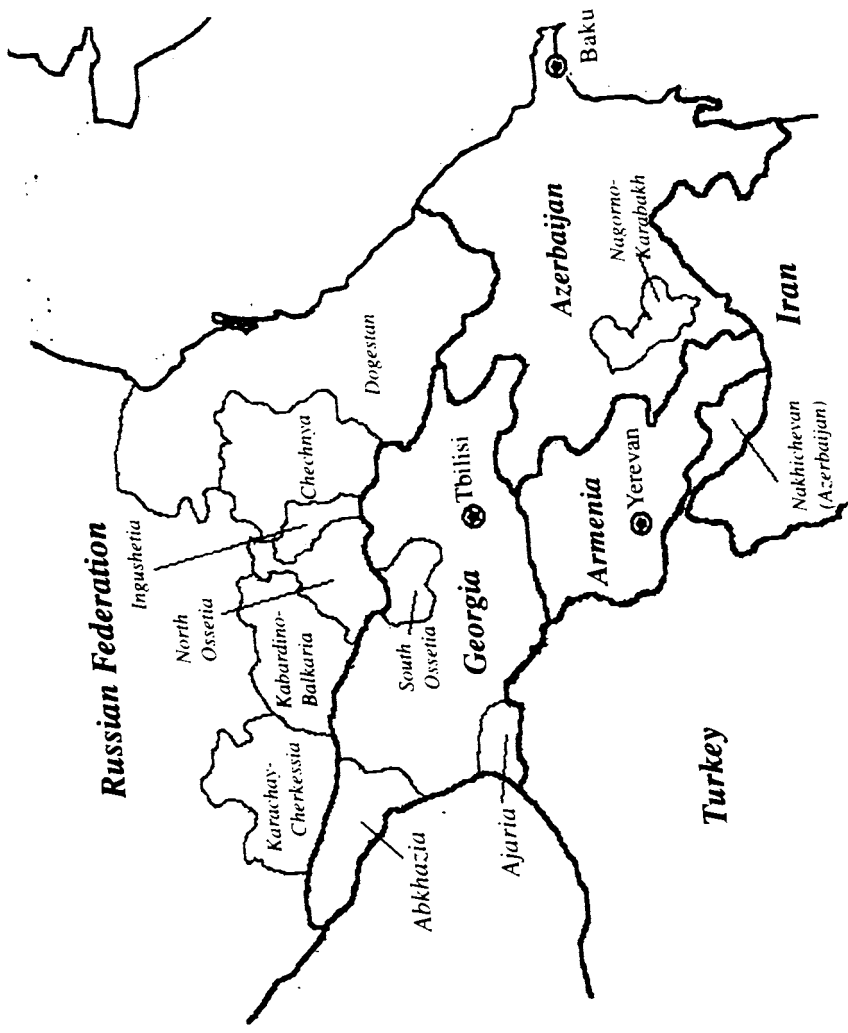 Russian Federation
Ingushetia
North
Ossetia
Kabardino-
Balkaria
Karachay-
Cherkessia
Chechnya
Dogestan
Abkhazia
South
Ossetia
Georgia
Tbilisi
Ajaria
Armenia
Yerevan
Azerbaijan
Nagorno-
Karabakh
Baku
Turkey
Nakhichevan
(Azerbaijan)
Iran